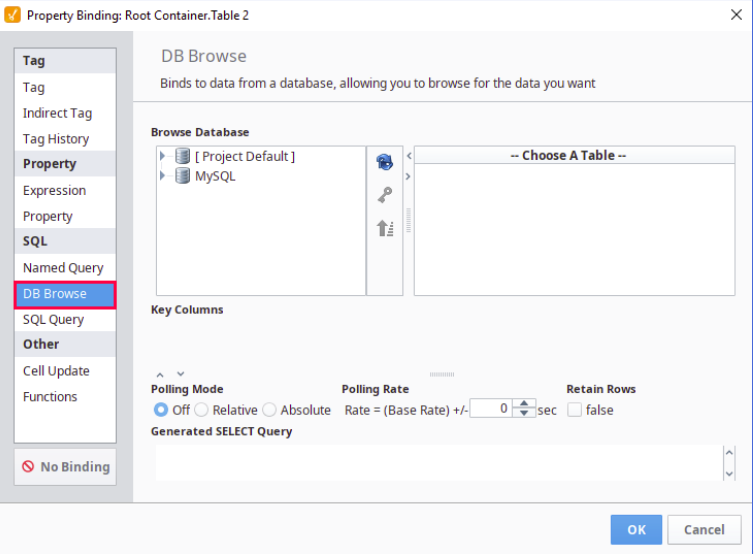 Property Binding: Root Container.Table 2
Tag
Tag
Indirect Tag
Tag History
Property
Expression
Property
SQL
Named Query
DB Browse
SQL Query
Other
Cell Update
Functions
No Binding
DB Browse
Binds to data from a database, allowing you to browse for the data you want
Browse Database
[ Project Default ]
MySQL
-- Choose A Table --
Key Columns
Polling Mode
Off Relative Absolute
Polling Rate
Rate = (Base Rate) +/- 0 sec
Retain Rows
false
Generated SELECT Query
OK Cancel